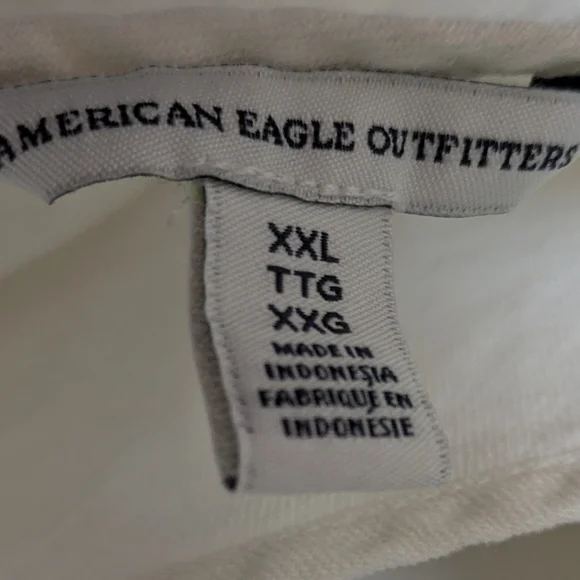 AMERICAN EAGLE OUTFITTERS
XXL
TTG
XXG
MADE IN
INDONESIA
FABRIQUE EN
INDONESIE